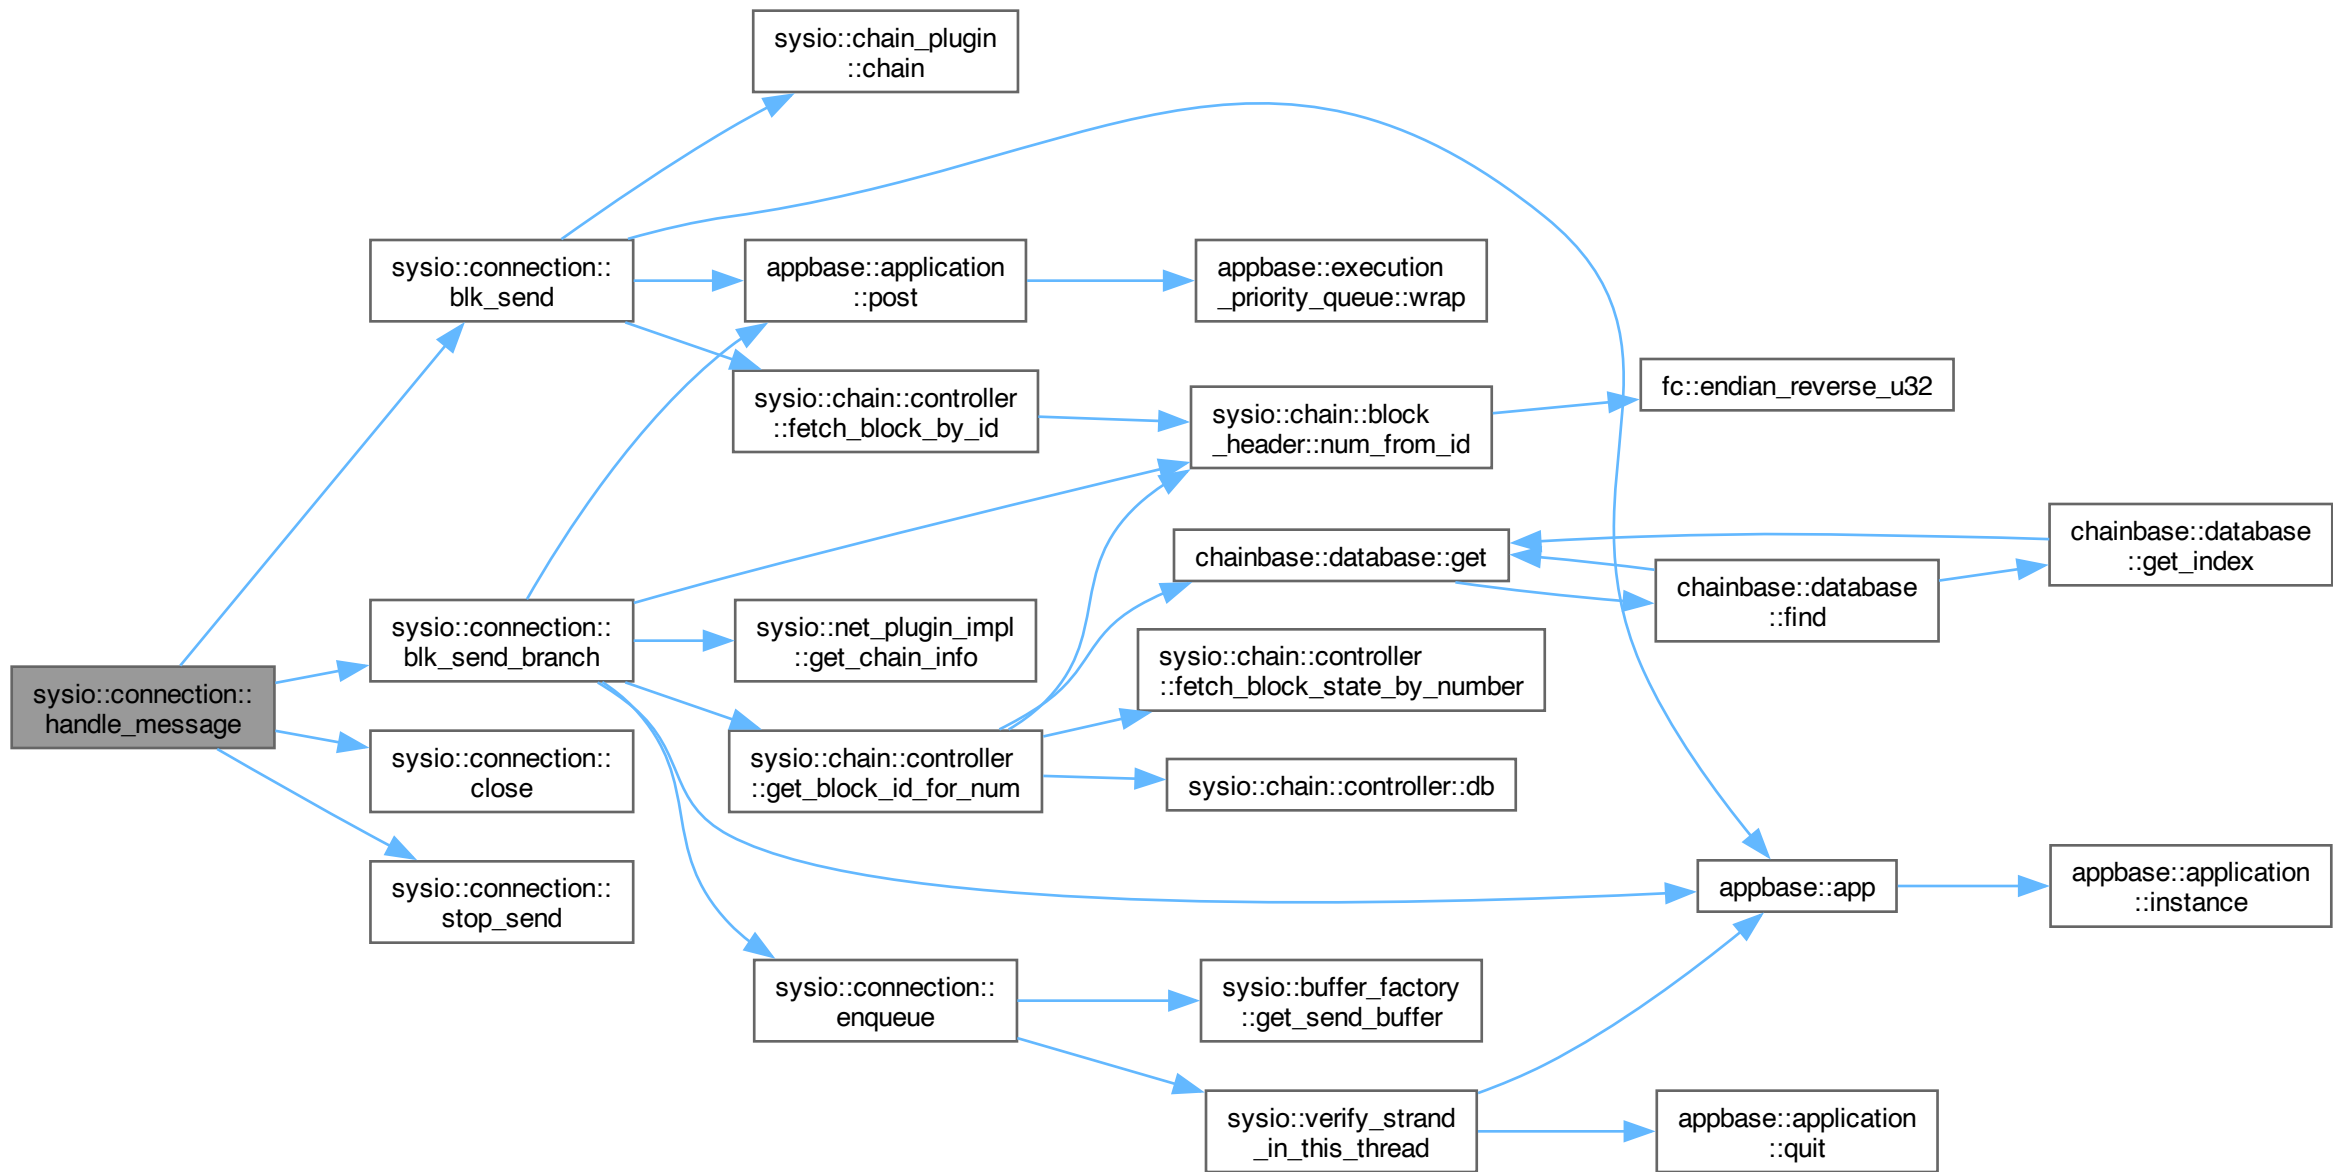 sysio::chain_plugin
::chain
sysio::connection::
blk_send
appbase::application
::post
appbase::execution
_priority_queue::wrap
sysio::chain::controller
::fetch_block_by_id
sysio::chain::block
_header::num_from_id
fc::endian_reverse_u32
chainbase::database::get
chainbase::database
::find
chainbase::database
::get_index
sysio::connection::
handle_message
sysio::connection::
blk_send_branch
sysio::net_plugin_impl
::get_chain_info
sysio::chain::controller
::fetch_block_state_by_number
sysio::connection::
close
sysio::chain::controller
::get_block_id_for_num
sysio::chain::controller::db
sysio::connection::
stop_send
appbase::app
appbase::application
::instance
sysio::connection::
enqueue
sysio::buffer_factory
::get_send_buffer
sysio::verify_strand
_in_this_thread
appbase::application
::quit